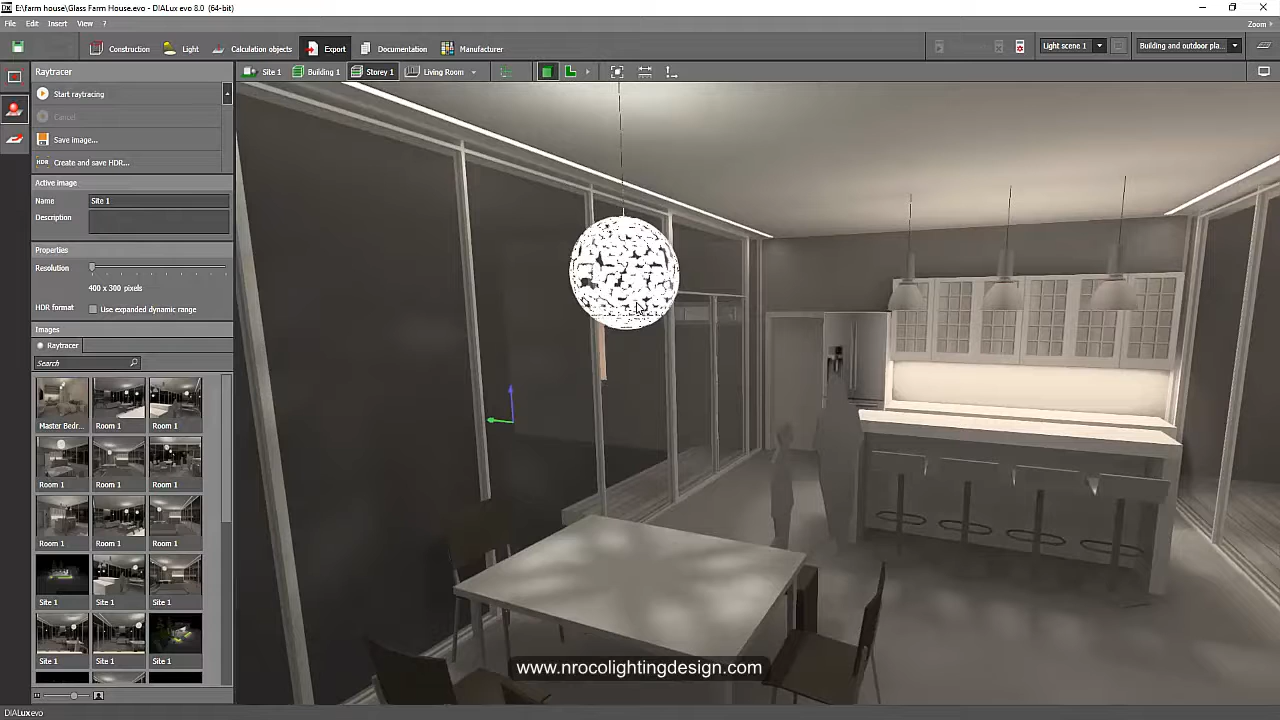 E:\farm house\Glass Farm House.evo - DIALux evo 8.0 (64-bit)
File Edit Insert View ?
Zoom
Construction Light Calculation objects Export Documentation Manufacturer
Light scene 1
Building and outdoor pla...
Raytracer
Site 1 Building 1 Storey 1 Living Room
Start raytracing
Cancel
Save image...
HDR Create and save HDR...
Active image
Name Site 1
Description
Properties
Resolution
400 x 300 pixels
HDR format Use expanded dynamic range
Images
Raytracer
Search
Master Bedr... Room 1 Room 1
Room 1 Room 1 Room 1
Room 1 Room 1 Room 1
Site 1 Site 1 Site 1
Site 1 Site 1 Site 1
www.nrocolightingdesign.com
DIALux evo